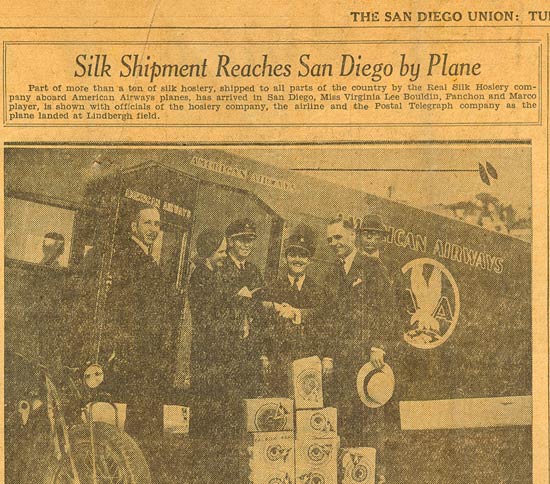 THE SAN DIEGO UNION: TU
Silk Shipment Reaches San Diego by Plane
Part of more than a ton of silk hosiery, shipped to all parts of the country by the Real Silk Hosiery com-
pany aboard American Airways planes, has arrived in San Diego, Miss Virginia Lee Bouldin, Fanchon and Marco
player, is shown with officials of the hosiery company, the airline and the Postal Telegraph company as the
plane landed at Lindbergh field.
AMERICAN AIRWAYS
AMERICAN AIRWAYS
AMERICAN AIRWAYS
A A